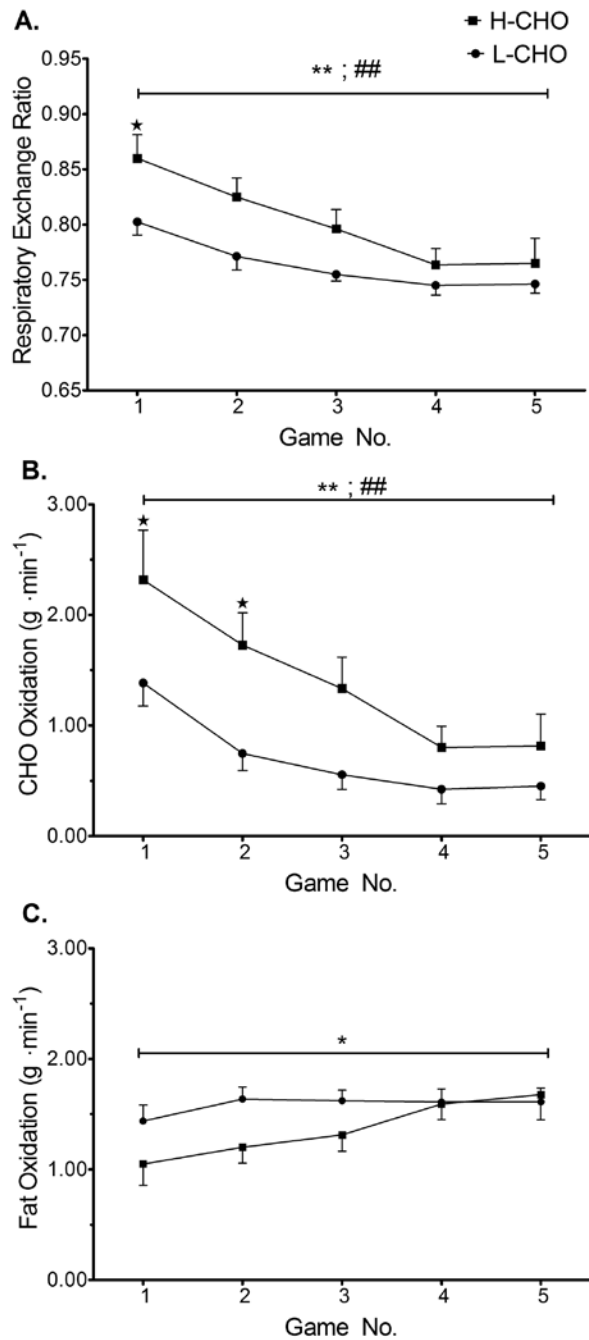 A.
■ H-CHO
● L-CHO
** ; ##
★
0.95
0.90
0.85
0.80
0.75
0.70
0.65
Respiratory Exchange Ratio
1 2 3 4 5
Game No.
B.
** ; ##
★
★
3.00
2.00
1.00
0.00
CHO Oxidation (g ·min⁻¹)
1 2 3 4 5
Game No.
C.
*
3.00
2.00
1.00
0.00
Fat Oxidation (g ·min⁻¹)
1 2 3 4 5
Game No.